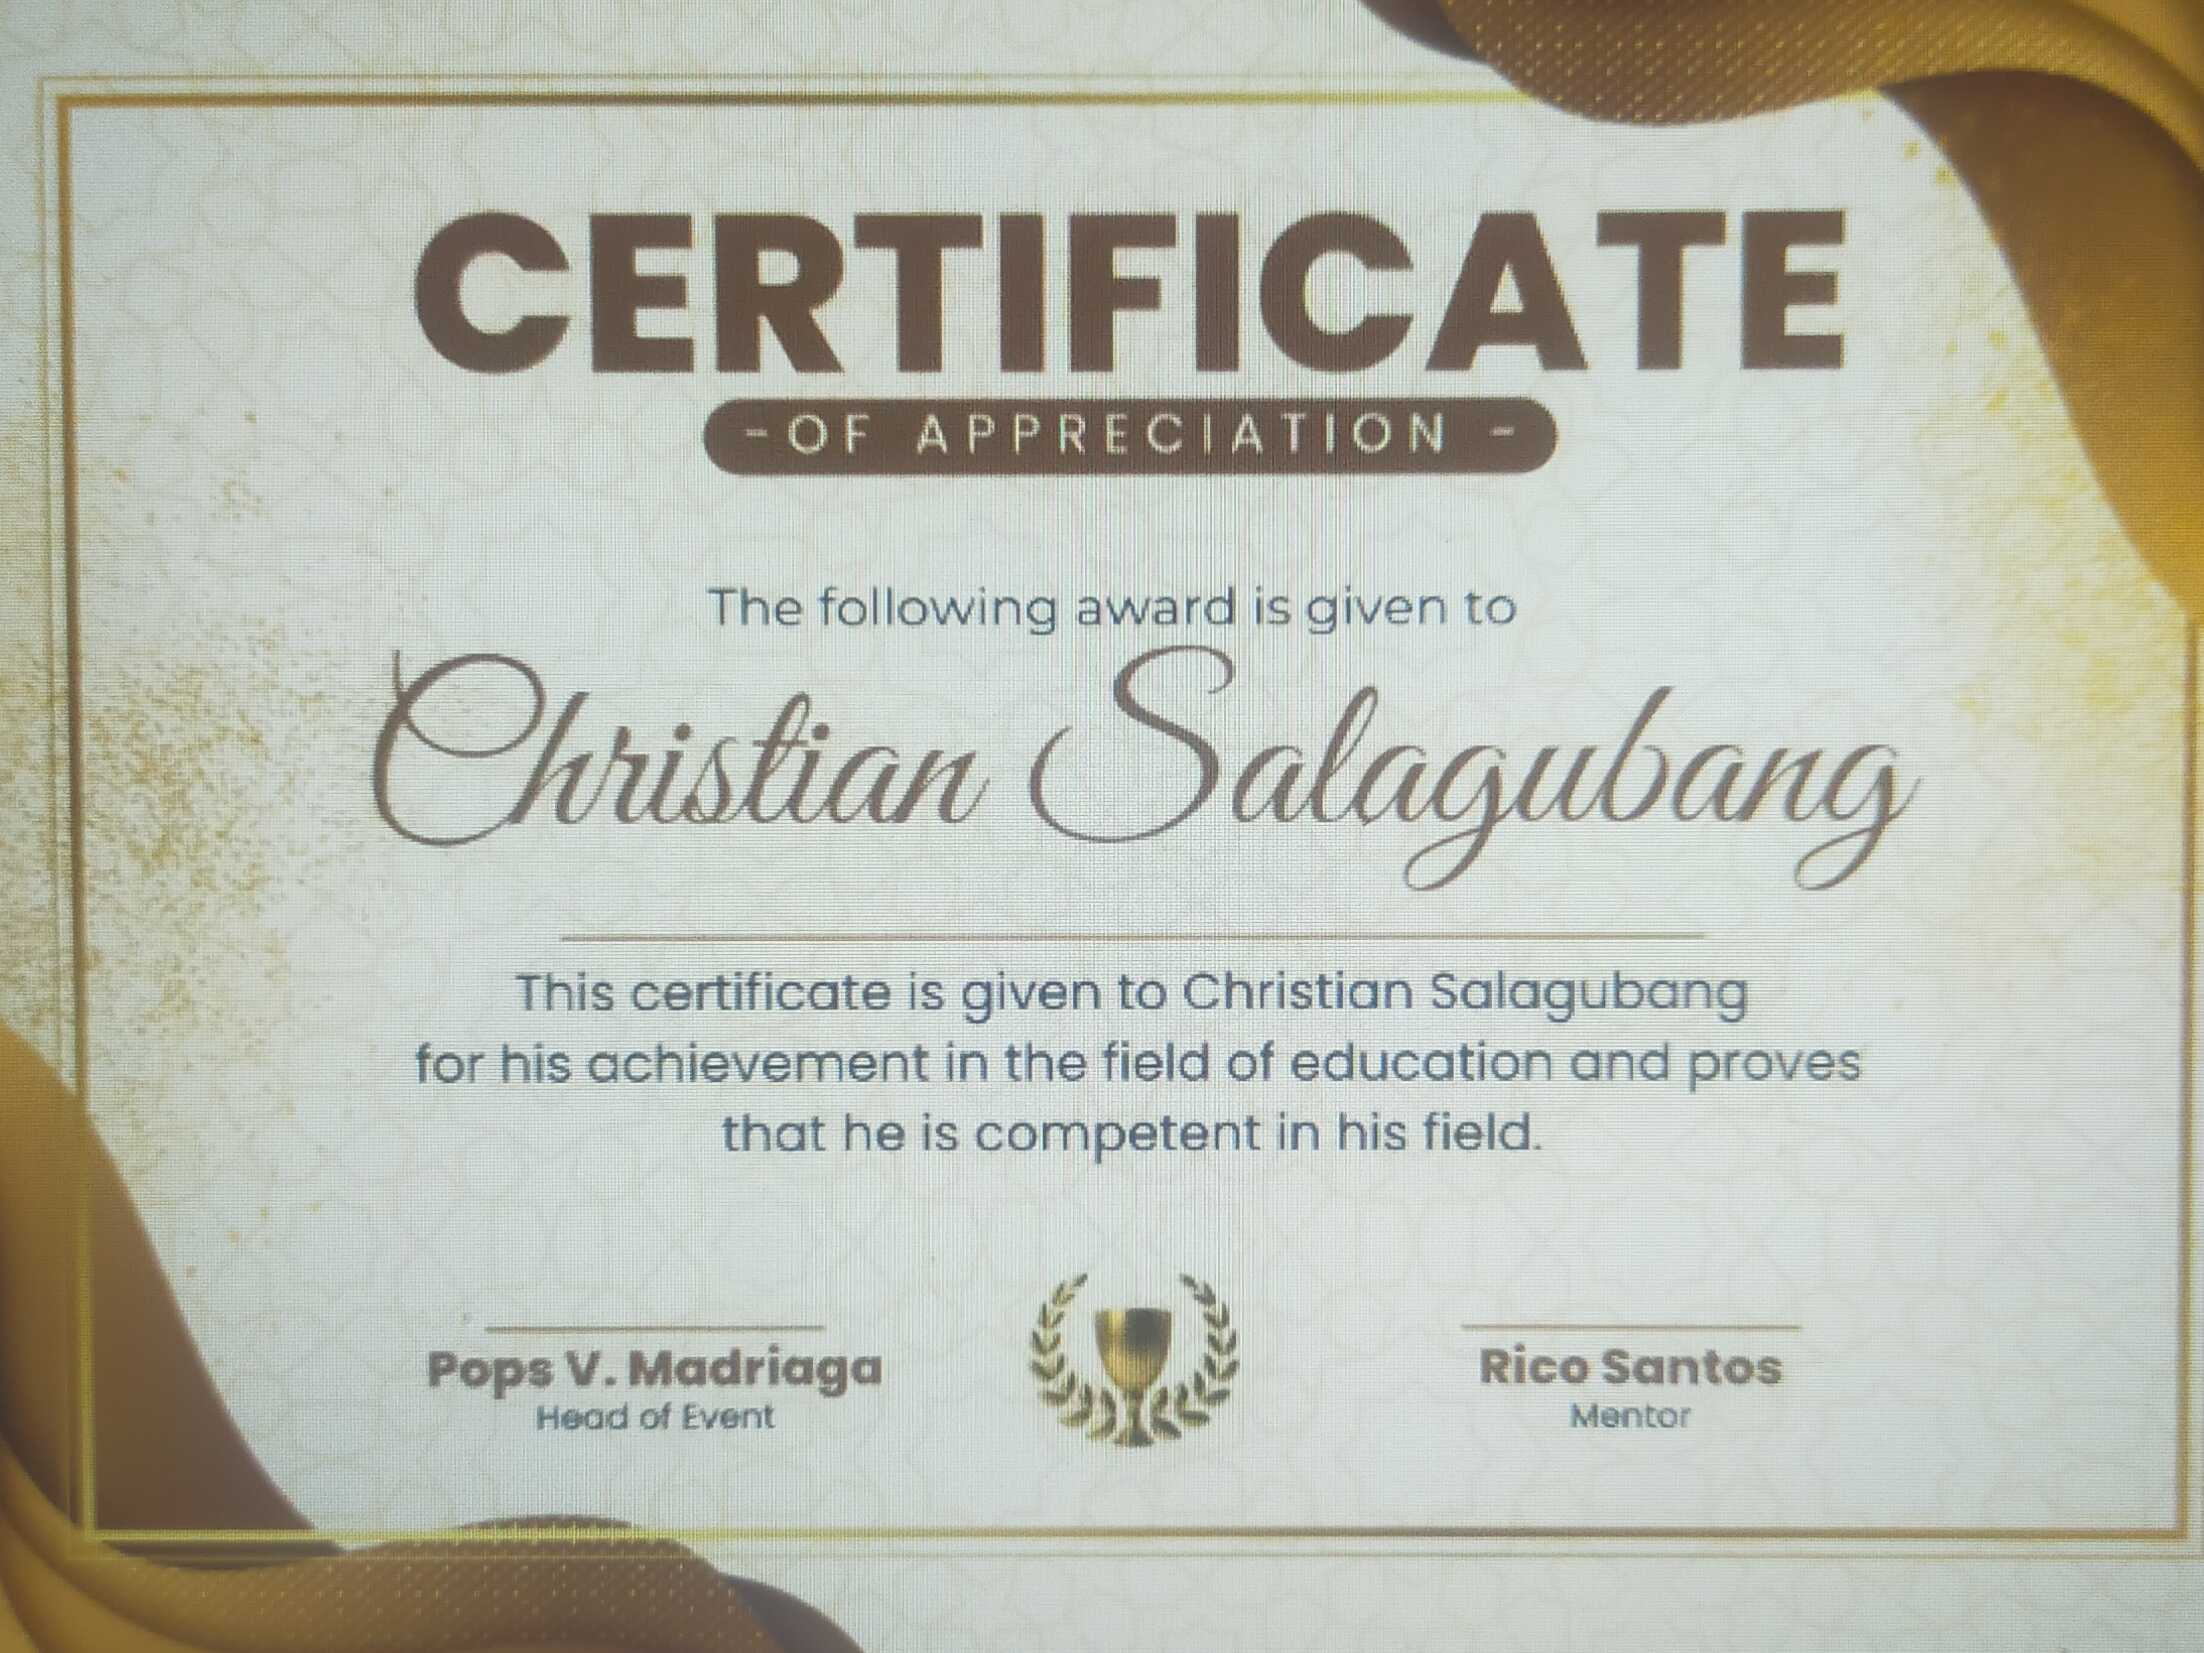 CERTIFICATE
- OF APPRECIATION -
The following award is given to
Christian Salagubang
This certificate is given to Christian Salagubang
for his achievement in the field of education and proves
that he is competent in his field.
Pops V. Madriaga
Head of Event
Rico Santos
Mentor